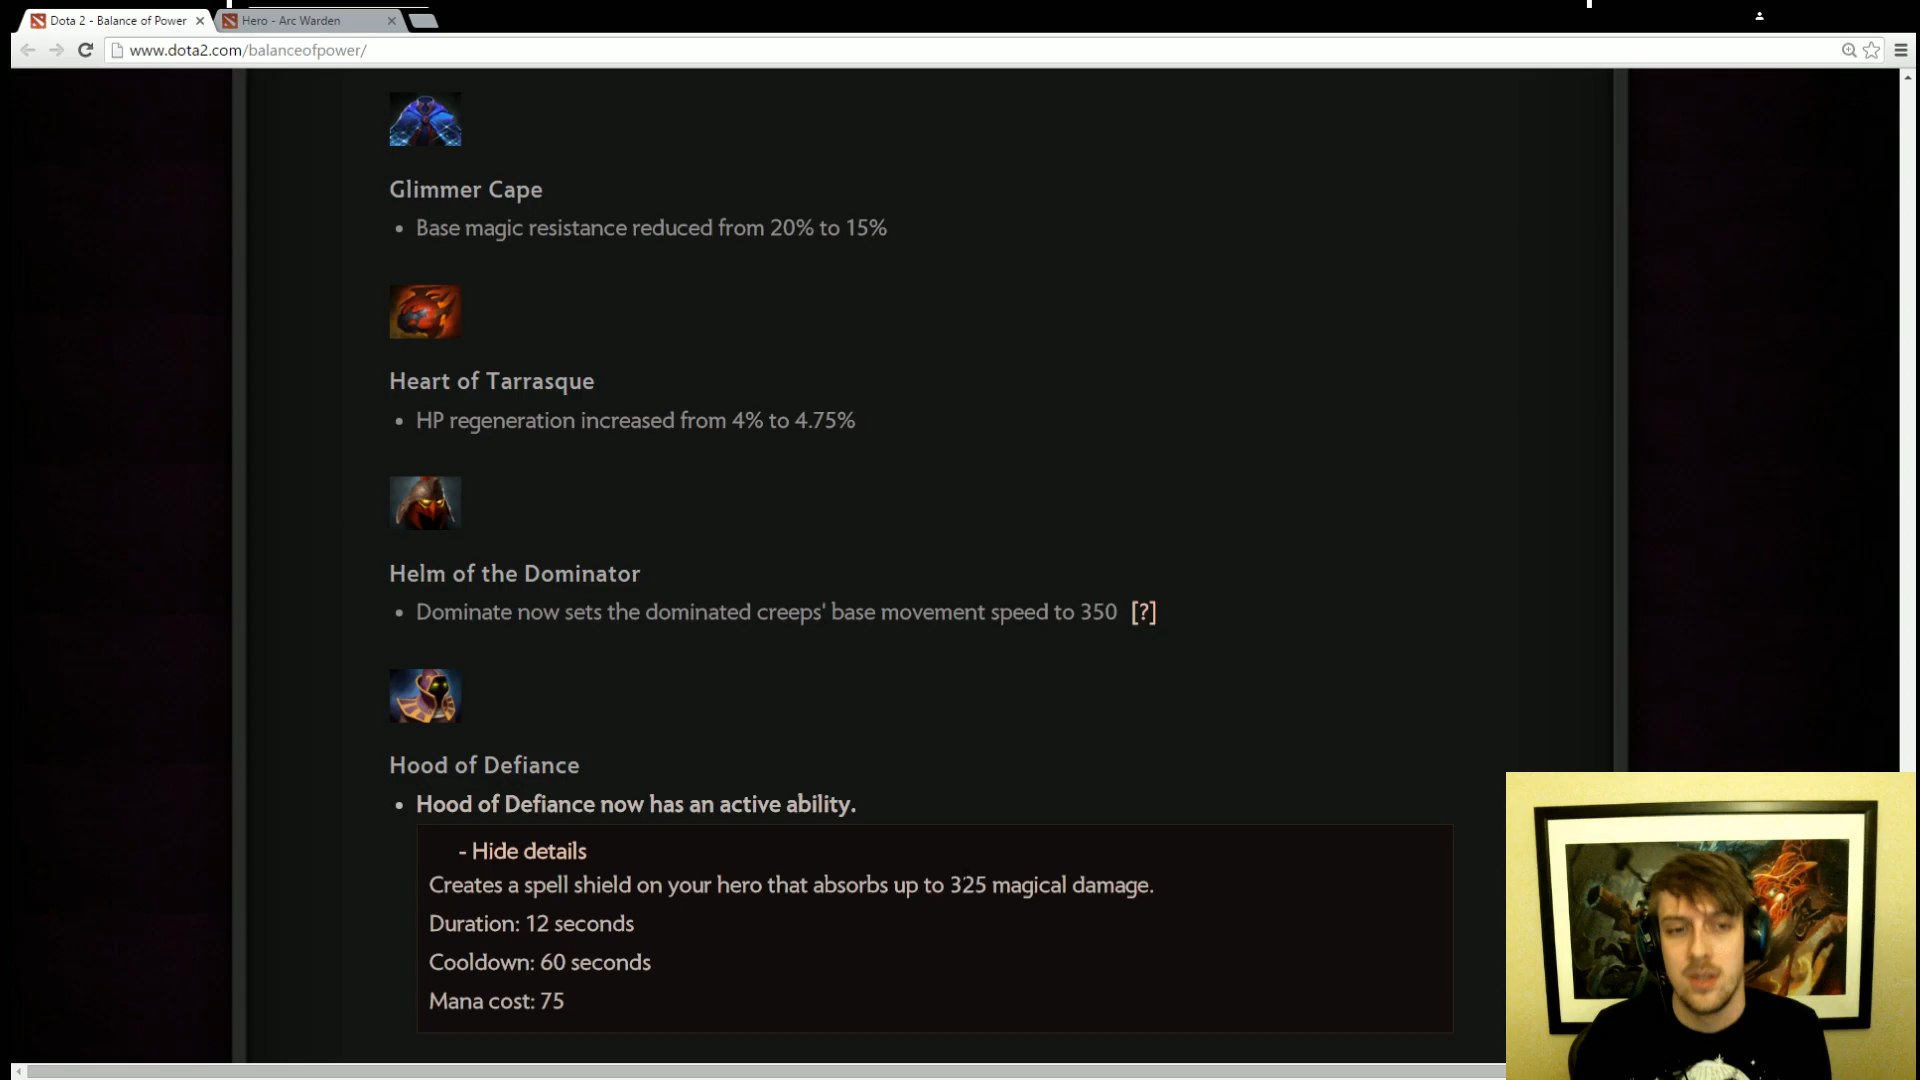 Dota 2 - Balance of Power
Hero - Arc Warden
www.dota2.com/balanceofpower/
Glimmer Cape
• Base magic resistance reduced from 20% to 15%
Heart of Tarrasque
• HP regeneration increased from 4% to 4.75%
Helm of the Dominator
• Dominate now sets the dominated creeps' base movement speed to 350 [?]
Hood of Defiance
• Hood of Defiance now has an active ability.
- Hide details
Creates a spell shield on your hero that absorbs up to 325 magical damage.
Duration: 12 seconds
Cooldown: 60 seconds
Mana cost: 75